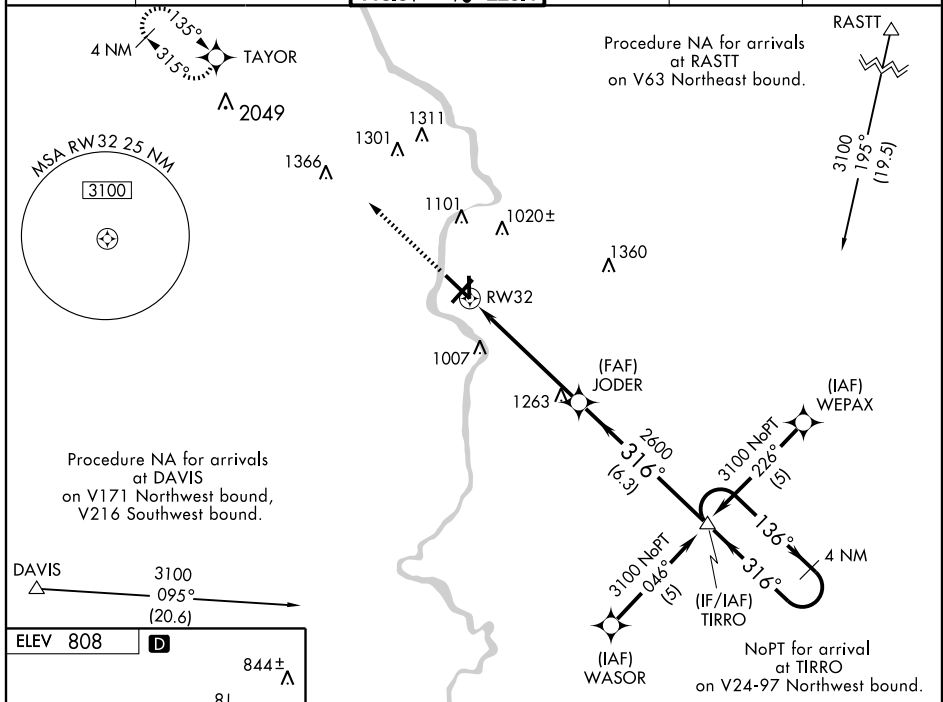 135°
315°
4 NM
TAYOR
2049
RASTT
Procedure NA for arrivals
at RASTT
on V63 Northeast bound.
3100
195°
(19.5)
MSA RW32 25 NM
3100
1311
1301
1366
1101
1020±
1360
RW32
1007
(FAF)
JODER
1263
2600
316°
(6.3)
(IAF)
WEPAX
3100 NoPT
226°
(5)
136°
316°
4 NM
3100 NoPT
046°
(5)
(IF/IAF)
TIRRO
(IAF)
WASOR
NoPT for arrival
at TIRRO
on V24-97 Northwest bound.
Procedure NA for arrivals
at DAVIS
on V171 Northwest bound,
V216 Southwest bound.
DAVIS
3100
095°
(20.6)
ELEV 808
D
844±